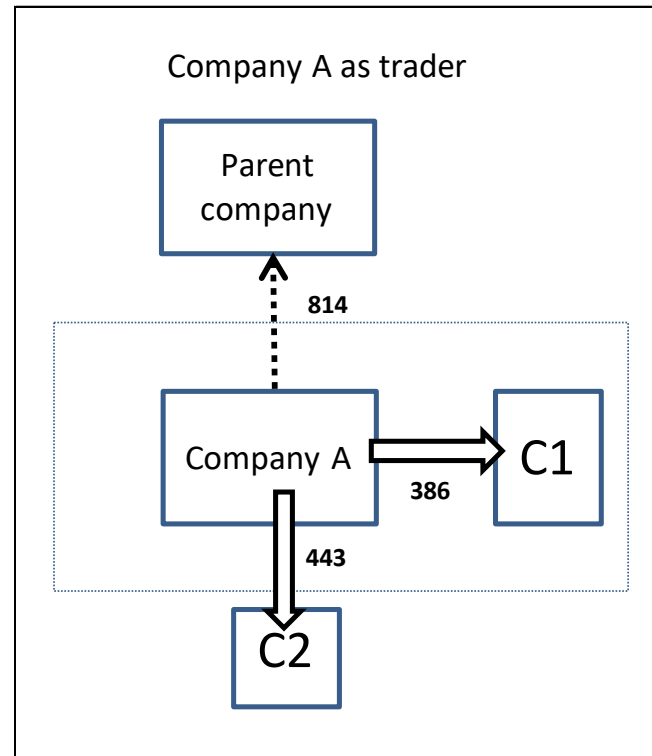 Company A as trader
Parent
company
814
Company A
C1
386
443
C2